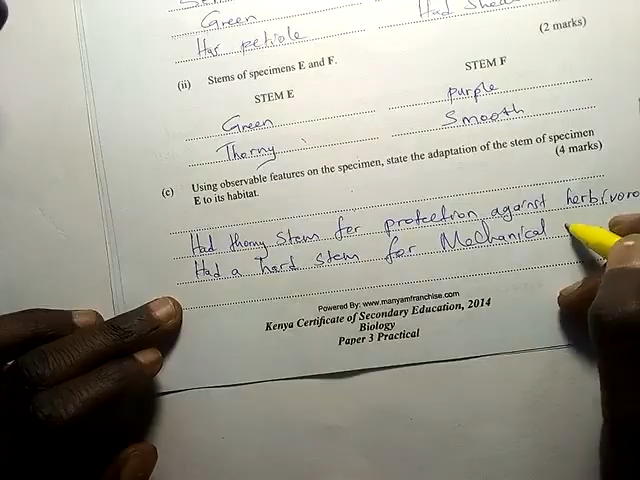 Green
Had
Has petiole
(2 marks)
(ii) Stems of specimens E and F.
STEM E STEM F
Green purple
Thorny Smooth
(c) Using observable features on the specimen, state the adaptation of the stem of specimen
E to its habitat. (4 marks)
Had thorny stem for protection against herbivoro
Had a hard stem for Mechanical
Powered By: www.manyamfranchise.com
Kenya Certificate of Secondary Education, 2014
Biology
Paper 3 Practical